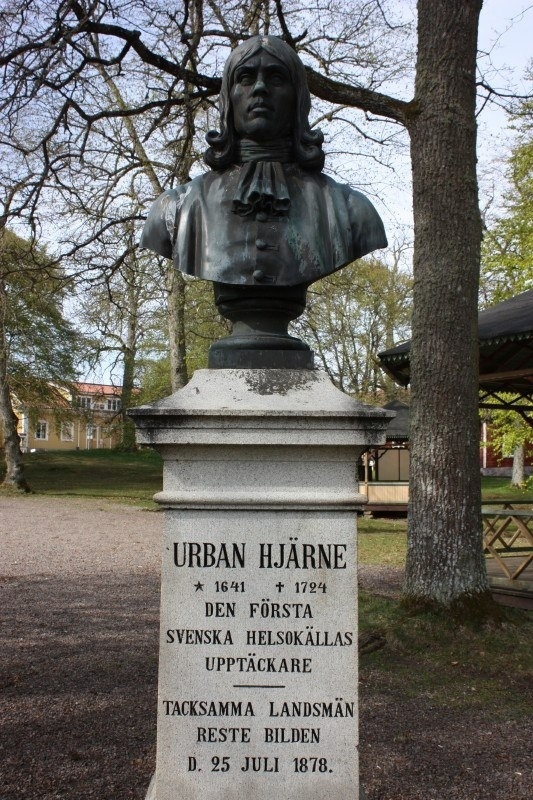 URBAN HJÄRNE
★ 1641 ✝ 1724
DEN FÖRSTA
SVENSKA HELSOKÄLLAS
UPPTÄCKARE
TACKSAMMA LANDSMÄN
RESTE BILDEN
D. 25 JULI 1878.